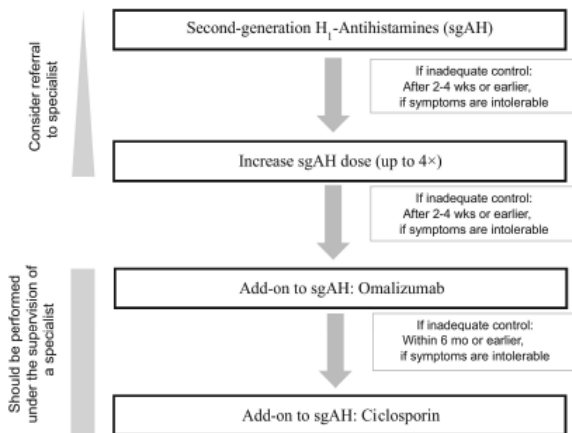 Second-generation H1-Antihistamines (sgAH)
If inadequate control:
After 2-4 wks or earlier,
if symptoms are intolerable
Consider referral
to specialist
Increase sgAH dose (up to 4×)
If inadequate control:
After 2-4 wks or earlier,
if symptoms are intolerable
Add-on to sgAH: Omalizumab
If inadequate control:
Within 6 mo or earlier,
if symptoms are intolerable
Should be performed
under the supervision of
a specialist
Add-on to sgAH: Ciclosporin